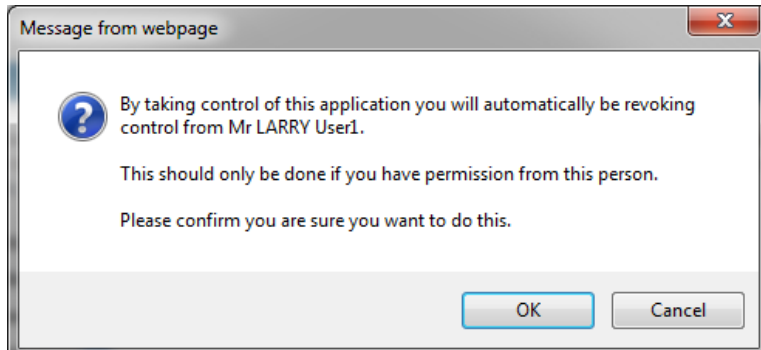 Message from webpage
By taking control of this application you will automatically be revoking
control from Mr LARRY User1.
This should only be done if you have permission from this person.
Please confirm you are sure you want to do this.
OK
Cancel